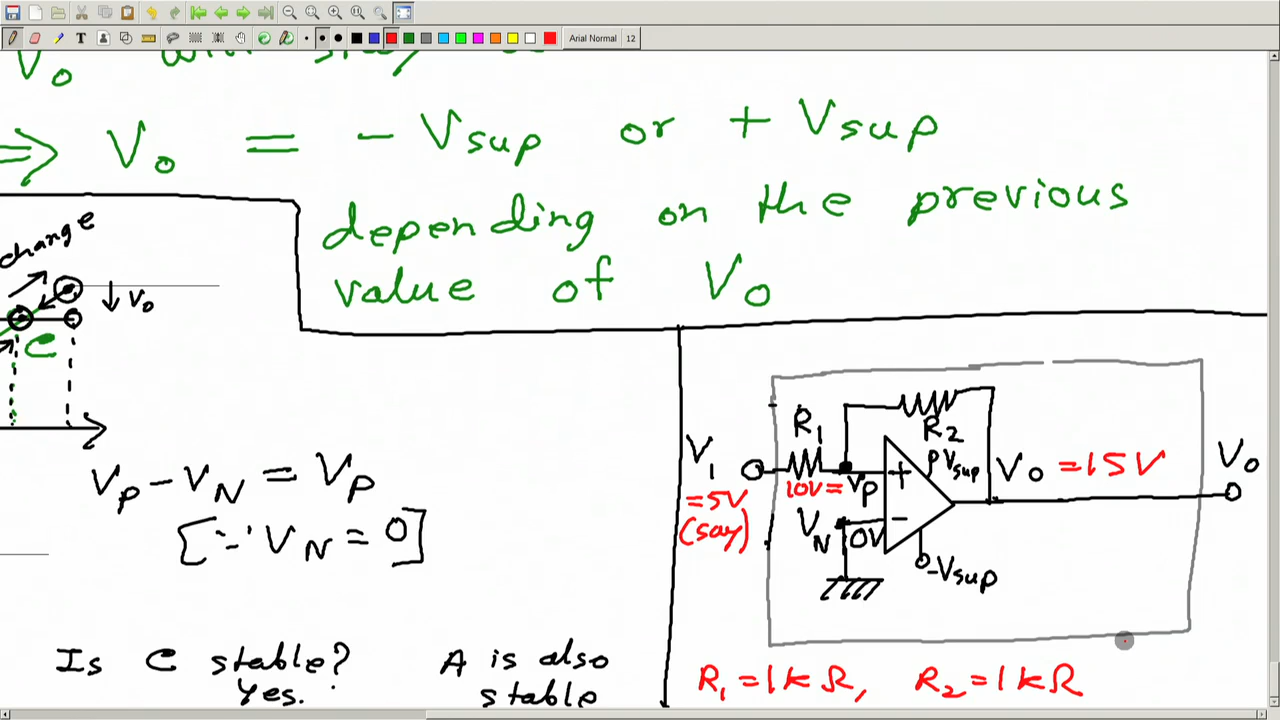 T
Arial Normal 12
V₀
⇒ V₀ = - Vsup or + Vsup
depending on the previous
value of V₀
change
↓ V₀
C
Vp - VN = VP
[∵ VN = 0]
Is C stable?
Yes.
A is also
stable
R₁
R₂
V₁
=5V
(say)
10V=
VP
+
Vsup
V₀ =15V
V₀
VN
0V
-
-Vsup
R₁=1kΩ, R₂=1kΩ